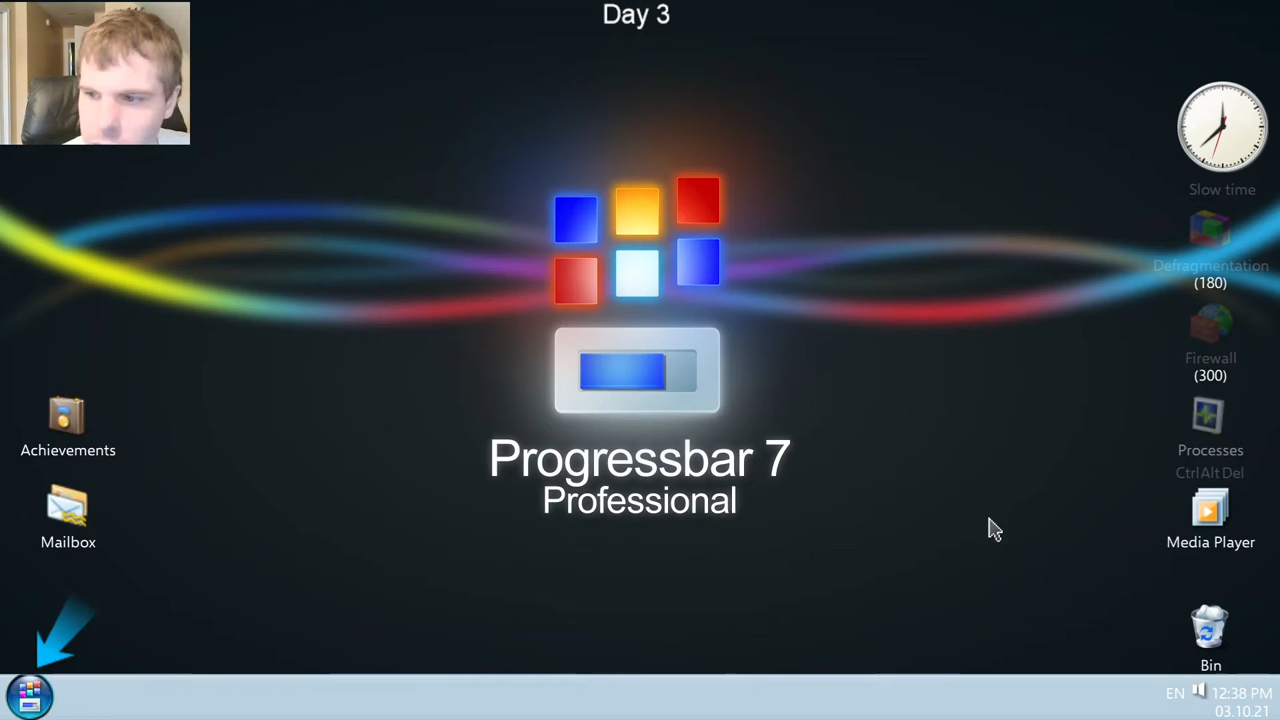 Day 3
Slow time
Defragmentation
(180)
Firewall
(300)
Achievements
Processes
CtrlAltDel
Progressbar 7
Professional
Mailbox
Media Player
Bin
EN 12:38 PM
03.10.21